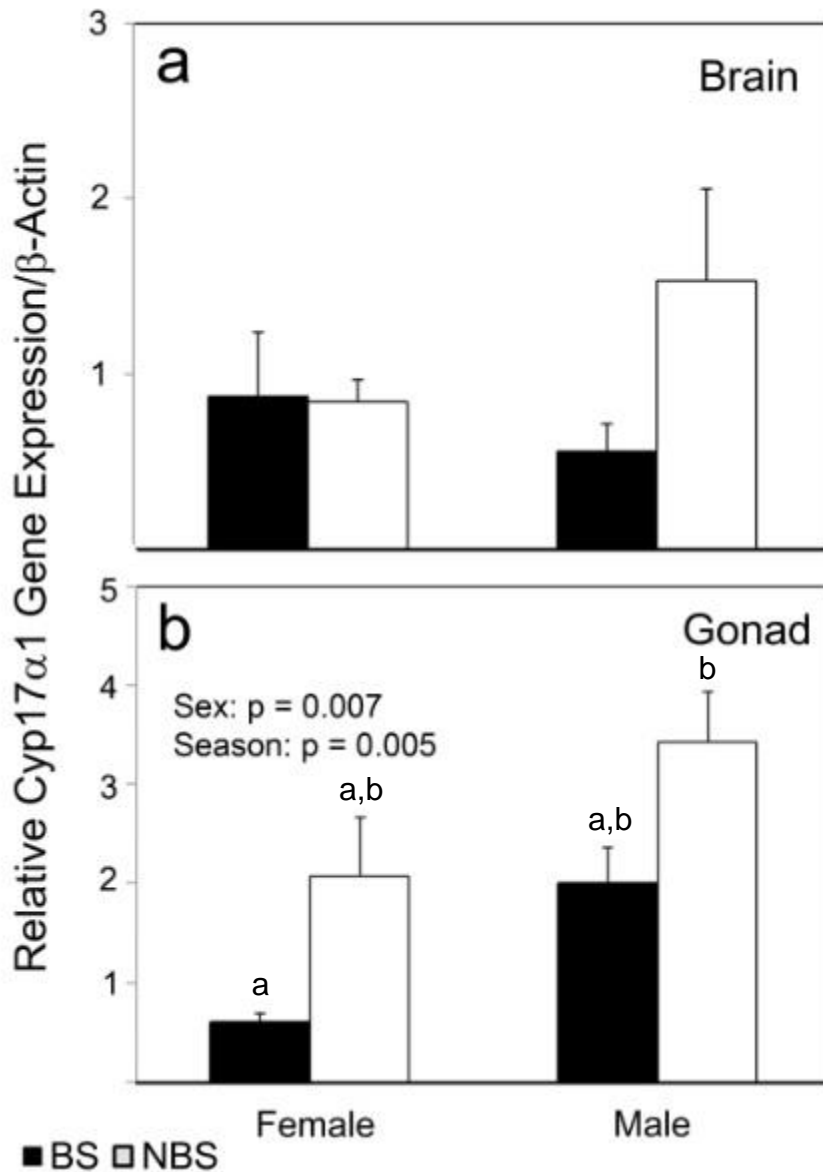 Relative Cyp17α1 Gene Expression/β-Actin
3
2
1
a
Brain
5
4
3
2
1
b
Gonad
Sex: p = 0.007
Season: p = 0.005
a
a,b
a,b
b
Female Male
BS NBS